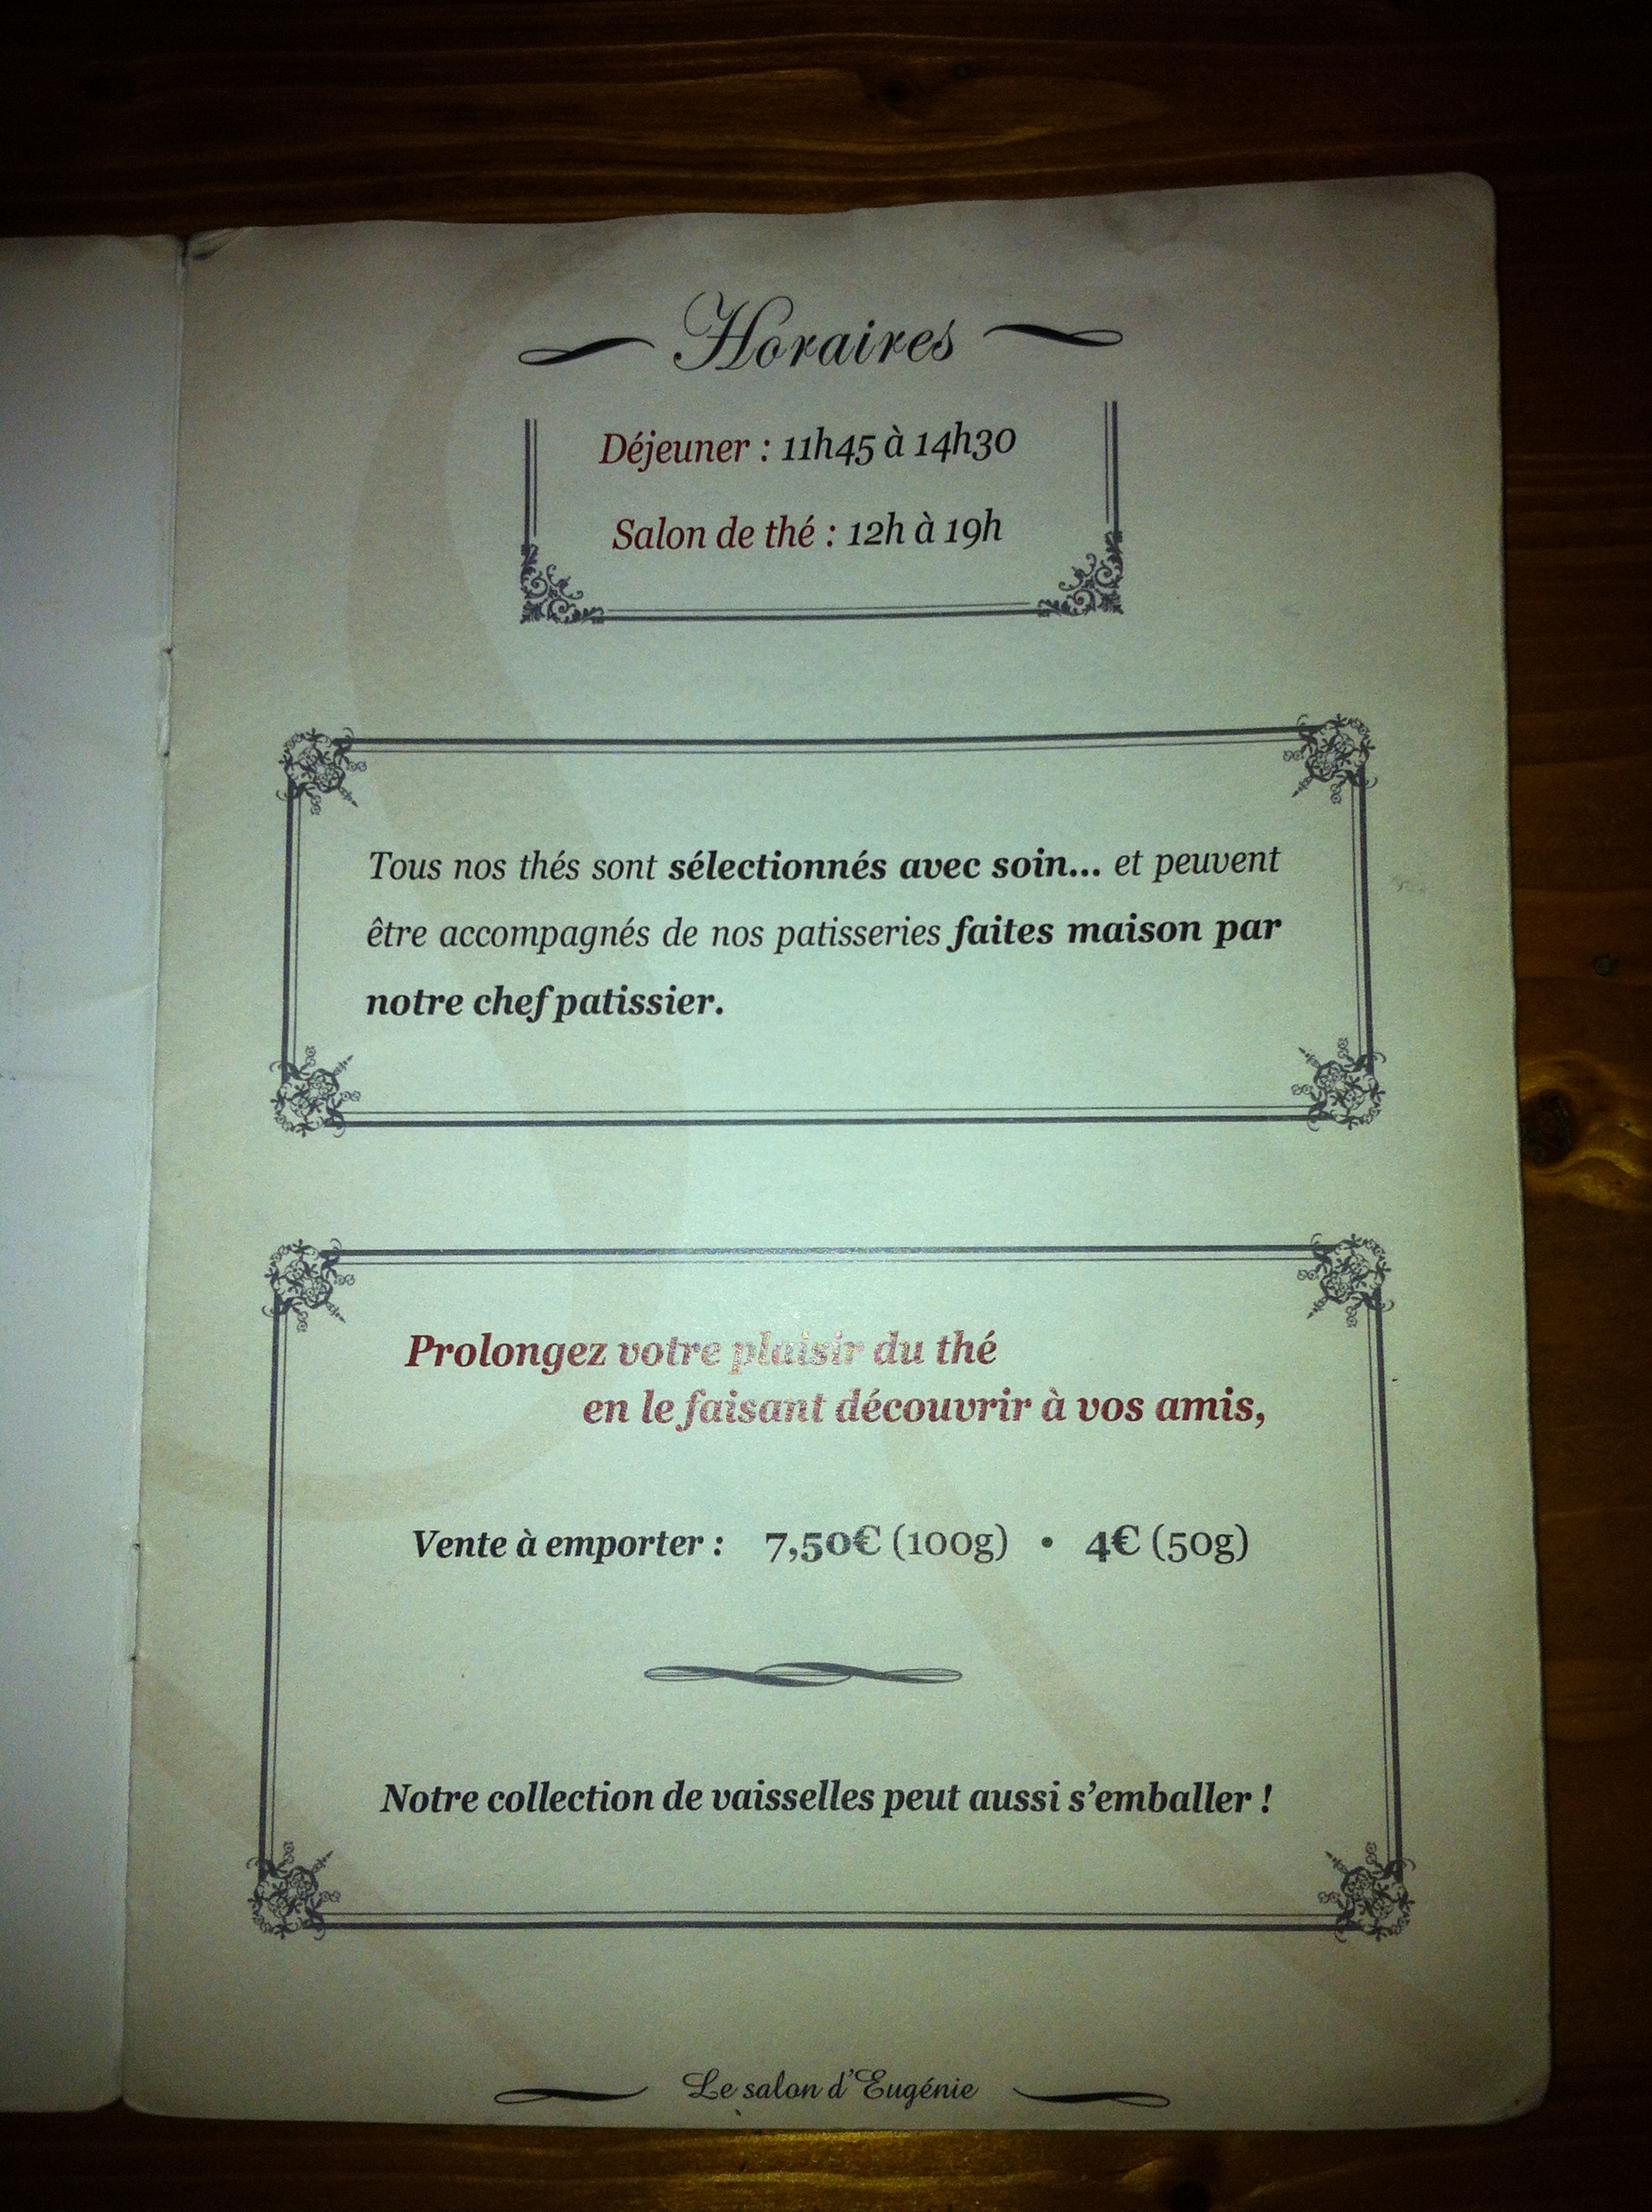 Horaires
Déjeuner : 11h45 à 14h30
Salon de thé : 12h à 19h
Tous nos thés sont sélectionnés avec soin... et peuvent
être accompagnés de nos patisseries faites maison par
notre chef patissier.
Prolongez votre plaisir du thé
en le faisant découvrir à vos amis,
Vente à emporter : 7,50€ (100g) • 4€ (50g)
Notre collection de vaisselles peut aussi s'emballer !
Le salon d'Eugénie